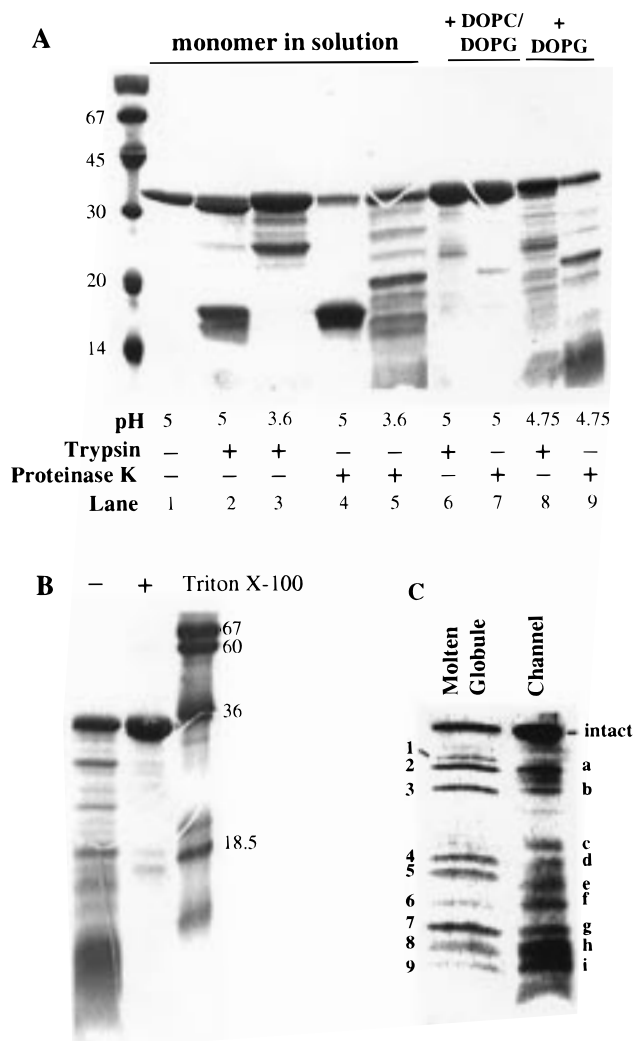 + DOPC/ +
A monomer in solution DOPG DOPG
67
45
30
20
14
pH 5 5 3.6 5 3.6 5 5 4.75 4.75
Trypsin – + + – – + – + –
Proteinase K – – – + + – + – +
Lane 1 2 3 4 5 6 7 8 9
B – + Triton X-100
67
60
36
18.5
C
Molten
Globule
Channel
intact
1
2 a
3 b
c
4 d
5 e
6 f
7 g
8 h
9 i